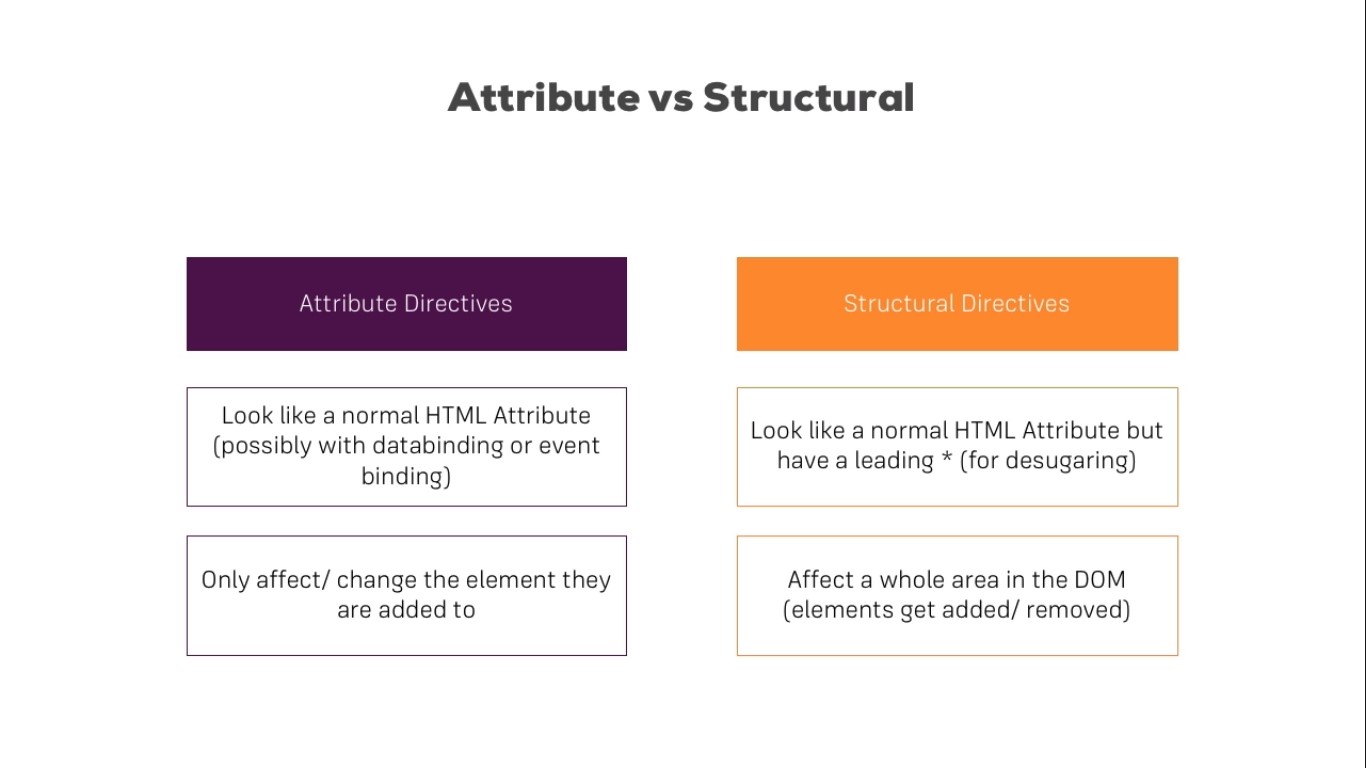 Attribute vs Structural
Attribute Directives
Look like a normal HTML Attribute
(possibly with databinding or event
binding)
Only affect/ change the element they
are added to
Structural Directives
Look like a normal HTML Attribute but
have a leading * (for desugaring)
Affect a whole area in the DOM
(elements get added/ removed)